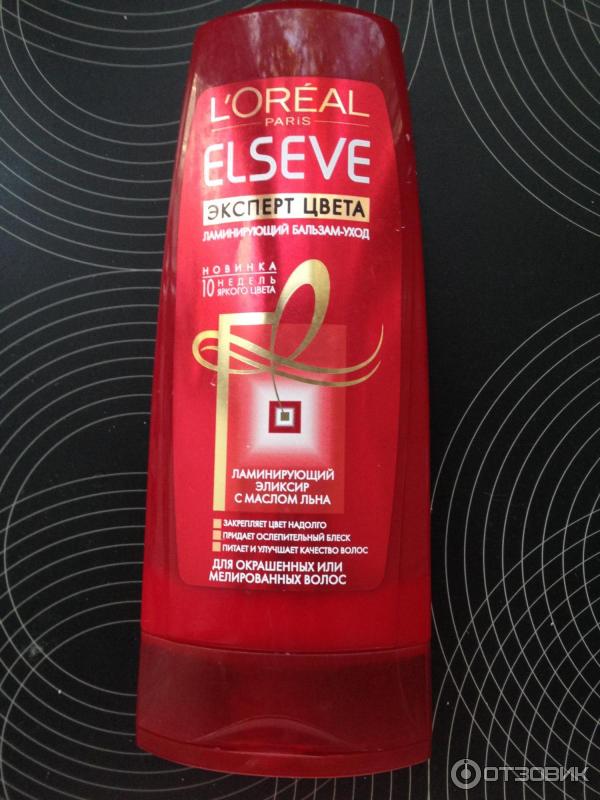 L'ORÉAL
PARIS
ELSEVE
ЭКСПЕРТ ЦВЕТА
ЛАМИНИРУЮЩИЙ БАЛЬЗАМ-УХОД
НОВИНКА
10 НЕДЕЛЬ
ЯРКОГО ЦВЕТА
ЛАМИНИРУЮЩИЙ
ЭЛИКСИР
С МАСЛОМ ЛЬНА
ЗАКРЕПЛЯЕТ ЦВЕТ НАДОЛГО
ПРИДАЕТ ОСЛЕПИТЕЛЬНЫЙ БЛЕСК
ПИТАЕТ И УЛУЧШАЕТ КАЧЕСТВО ВОЛОС
ДЛЯ ОКРАШЕННЫХ ИЛИ
МЕЛИРОВАННЫХ ВОЛОС
ОТЗОВИК